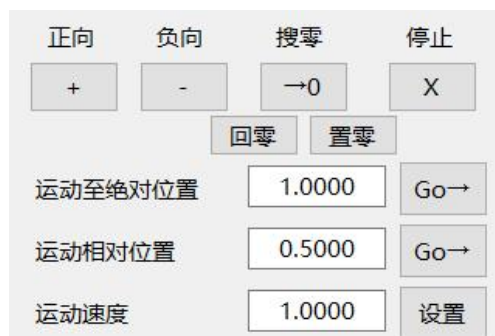 正向 负向 搜零 停止
+ - →0 X
回零 置零
运动至绝对位置 1.0000 Go→
运动相对位置 0.5000 Go→
运动速度 1.0000 设置